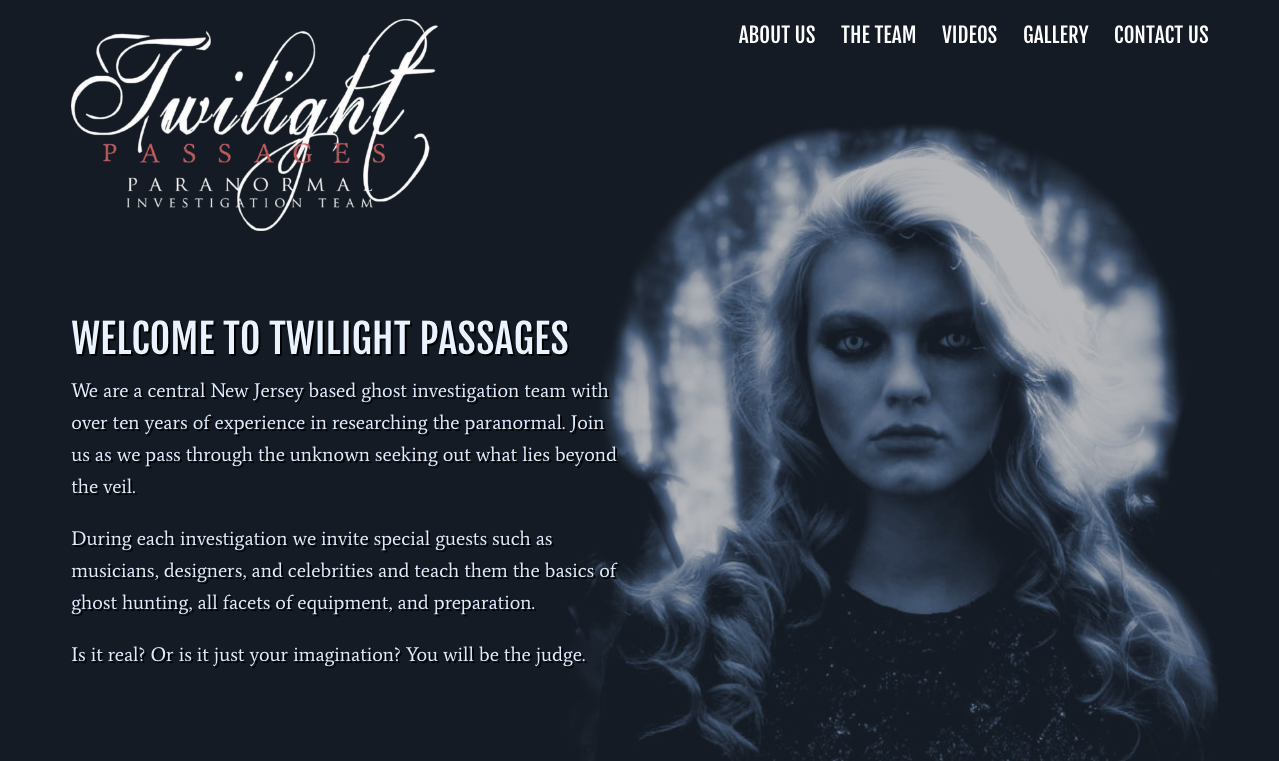 Twilight
PASSAGES
PARANORMAL
INVESTIGATION TEAM
ABOUT US THE TEAM VIDEOS GALLERY CONTACT US
WELCOME TO TWILIGHT PASSAGES
We are a central New Jersey based ghost investigation team with
over ten years of experience in researching the paranormal. Join
us as we pass through the unknown seeking out what lies beyond
the veil.
During each investigation we invite special guests such as
musicians, designers, and celebrities and teach them the basics of
ghost hunting, all facets of equipment, and preparation.
Is it real? Or is it just your imagination? You will be the judge.